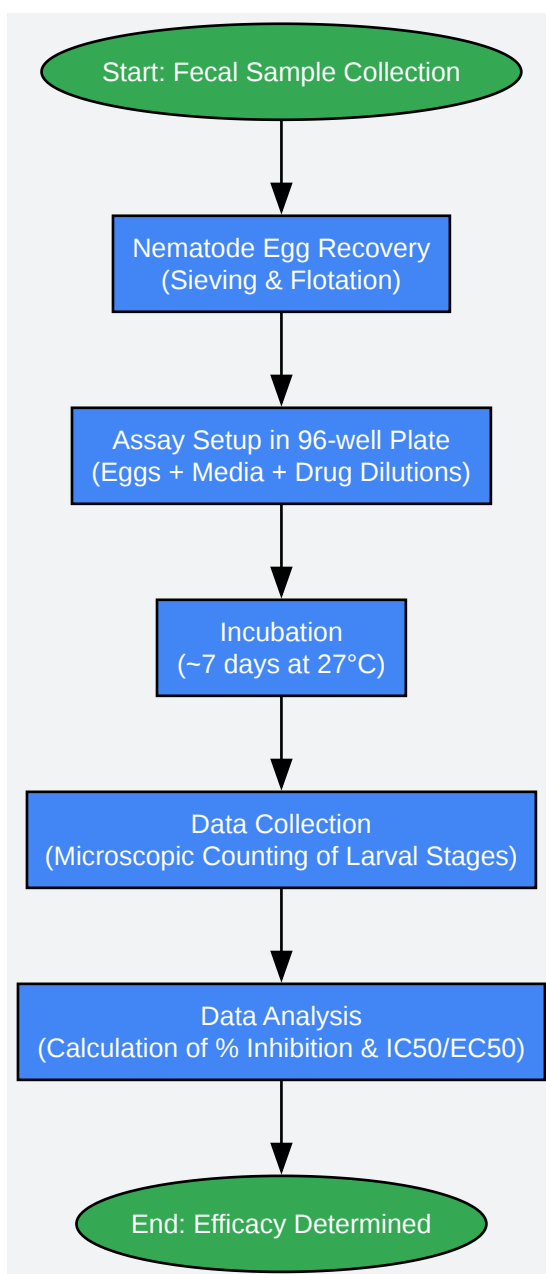 Start: Fecal Sample Collection
Nematode Egg Recovery
(Sieving & Flotation)
Assay Setup in 96-well Plate
(Eggs + Media + Drug Dilutions)
Incubation
(~7 days at 27°C)
Data Collection
(Microscopic Counting of Larval Stages)
Data Analysis
(Calculation of % Inhibition & IC50/EC50)
End: Efficacy Determined